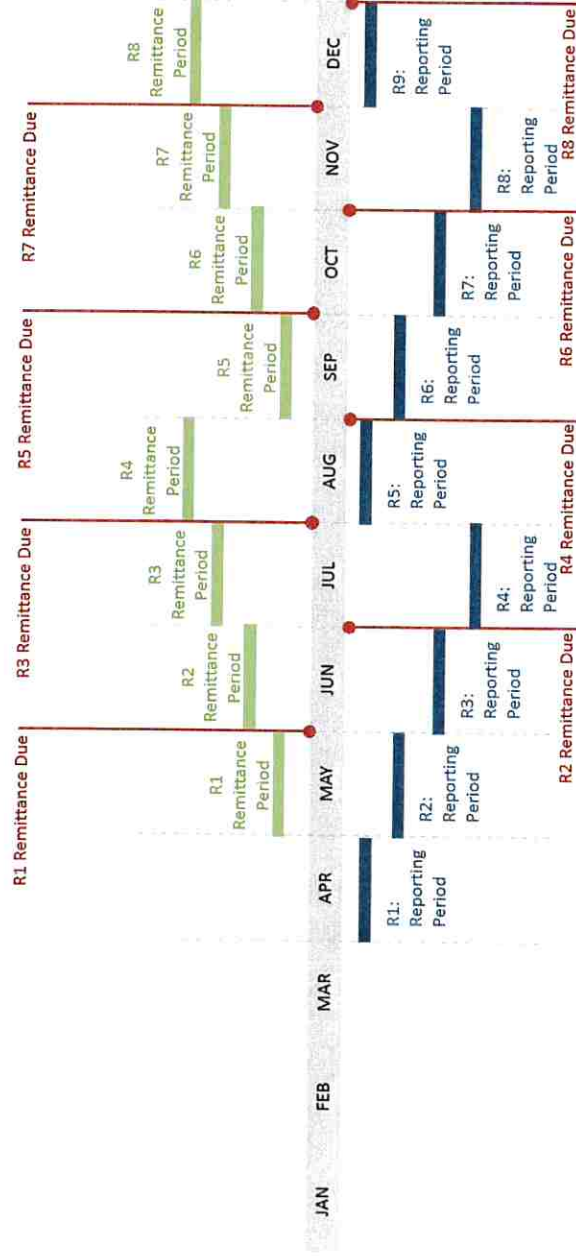 R1 Remittance Due
R3 Remittance Due
R5 Remittance Due
R7 Remittance Due
R1
Remittance
Period
R2
Remittance
Period
R3
Remittance
Period
R4
Remittance
Period
R5
Remittance
Period
R6
Remittance
Period
R7
Remittance
Period
R8
Remittance
Period
JAN
FEB
MAR
APR
MAY
JUN
JUL
AUG
SEP
OCT
NOV
DEC
R1:
Reporting
Period
R2:
Reporting
Period
R3:
Reporting
Period
R4:
Reporting
Period
R5:
Reporting
Period
R6:
Reporting
Period
R7:
Reporting
Period
R8:
Reporting
Period
R9:
Reporting
Period
R2 Remittance Due
R4 Remittance Due
R6 Remittance Due
R8 Remittance Due